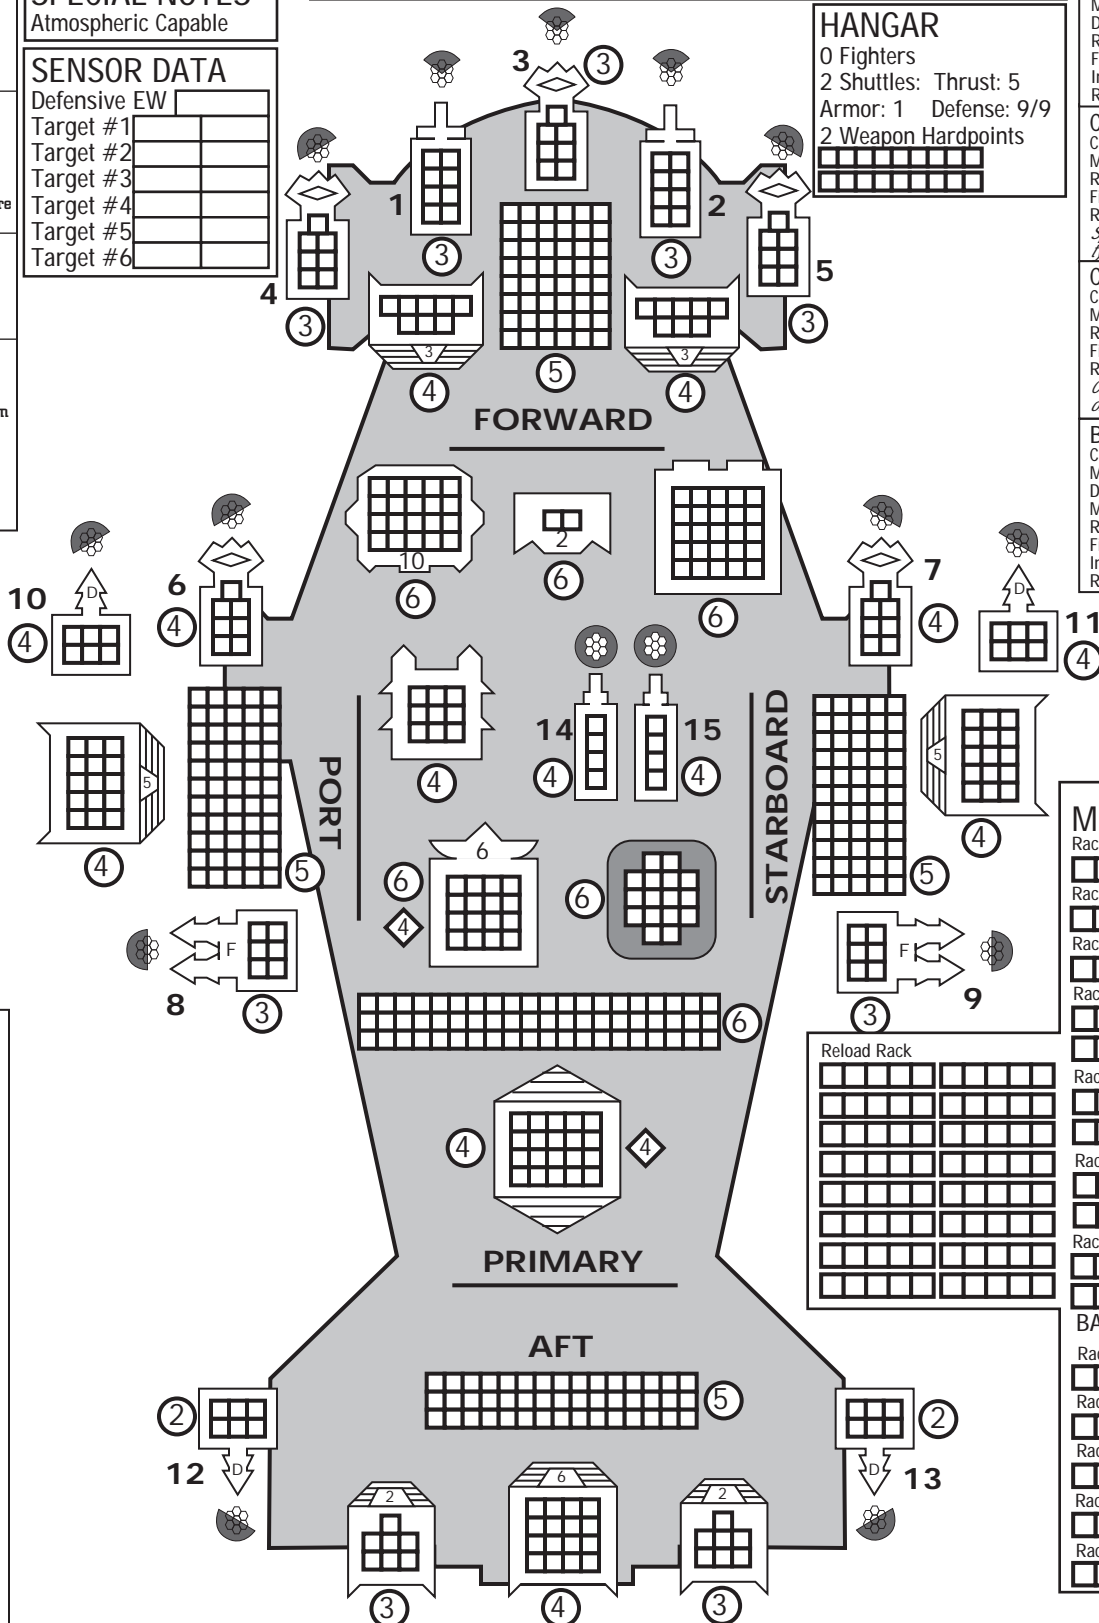 SPECIAL NOTES
Atmospheric Capable
SENSOR DATA
Defensive EW
Target #1
Target #2
Target #3
Target #4
Target #5
Target #6
HANGAR
0 Fighters
2 Shuttles: Thrust: 5
Armor: 1 Defense: 9/9
2 Weapon Hardpoints
3
3
1
2
3
3
4
5
3
3
3
3
4
5
4
FORWARD
10
2
6
6
6
6
7
10
D
D
11
4
4
4
4
14
15
PORT
STARBOARD
5
5
4
4
4
4
4
5
5
6
6
6
4
F
F
8
3
9
3
6
Reload Rack
4
4
PRIMARY
AFT
5
2
2
12
D
D
13
2
6
2
3
4
3